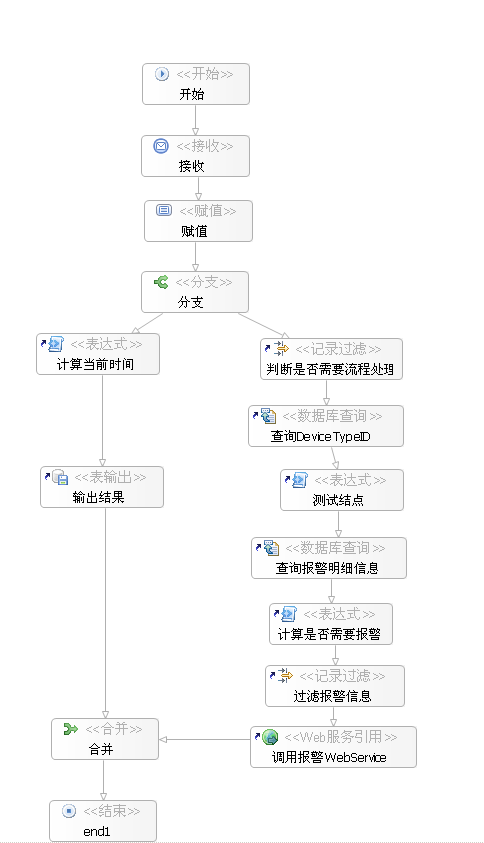 <<开始>>
开始
<<接收>>
接收
<<赋值>>
赋值
<<分支>>
分支
<<表达式>>
计算当前时间
<<记录过滤>>
判断是否需要流程处理
<<数据库查询>>
查询DeviceTypeID
<<表输出>>
输出结果
<<表达式>>
测试结点
<<数据库查询>>
查询报警明细信息
<<表达式>>
计算是否需要报警
<<记录过滤>>
过滤报警信息
<<合并>>
合并
<<Web服务引用>>
调用报警WebService
<<结束>>
end1